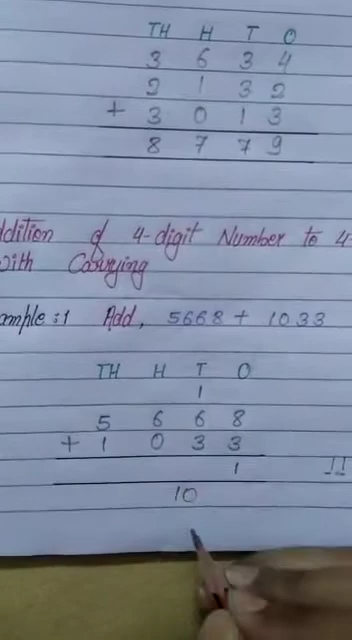 TH H T O
3 6 3 4
2 1 3 2
+ 3 0 1 3
8 7 7 9
ddition of 4-digit Number to 4-
with Carrying
ample:1 Add, 5668 + 1033
TH H T O
1
5 6 6 8
+ 1 0 3 3
1 11
10